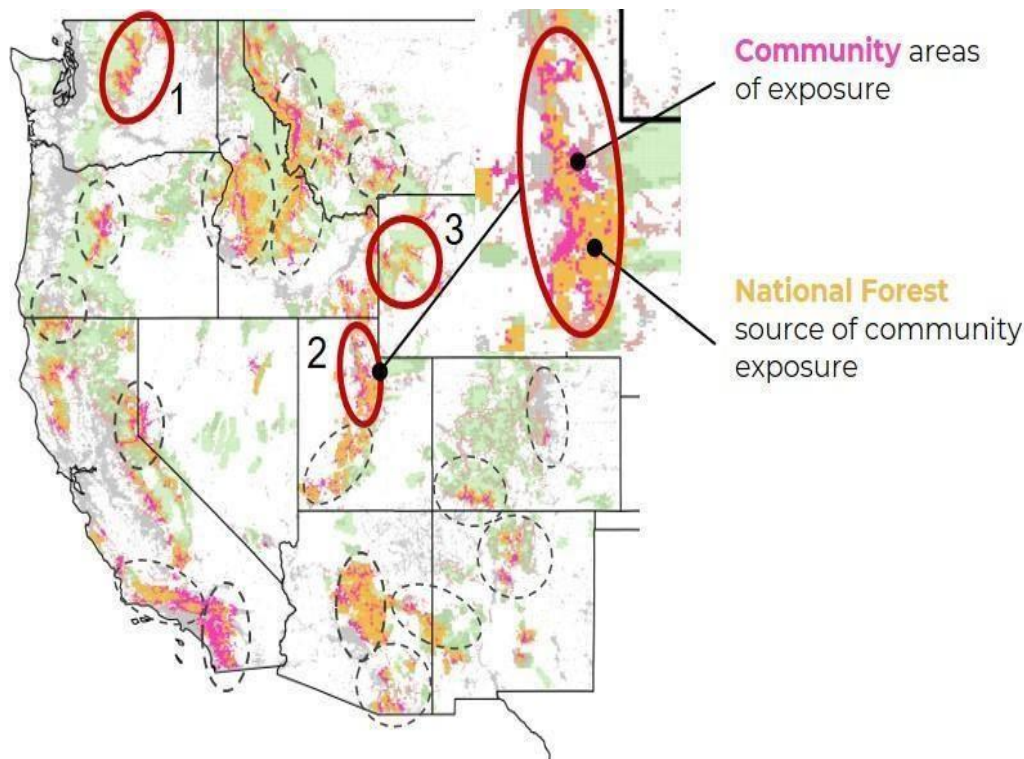 1
2
3
Community areas
of exposure
National Forest
source of community
exposure